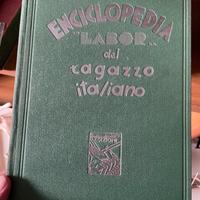 ENCICLOPEDIA
"LABOR"
del
ragazzo
italiano